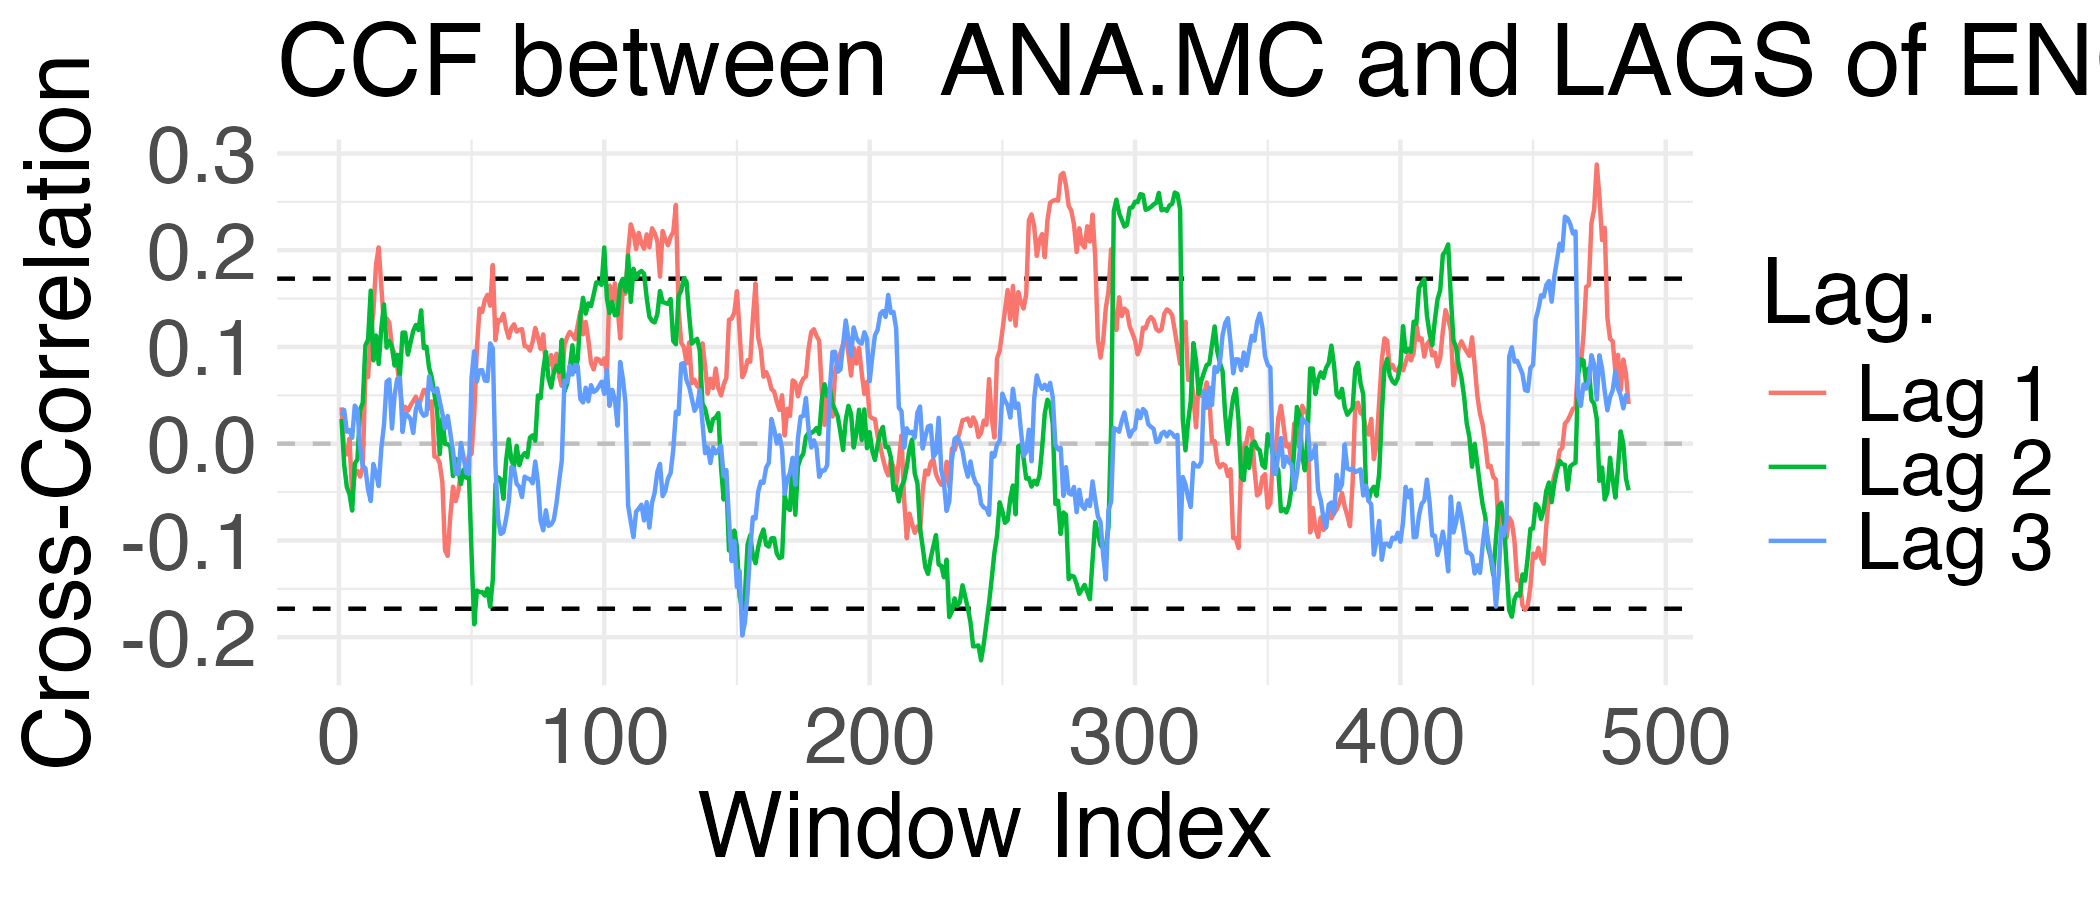 CCF between  ANA.MC and LAGS of EN
Cross-Correlation
0.3
0.2
0.1
0.0
-0.1
-0.2
0 100 200 300 400 500
Window Index
Lag.
Lag 1
Lag 2
Lag 3